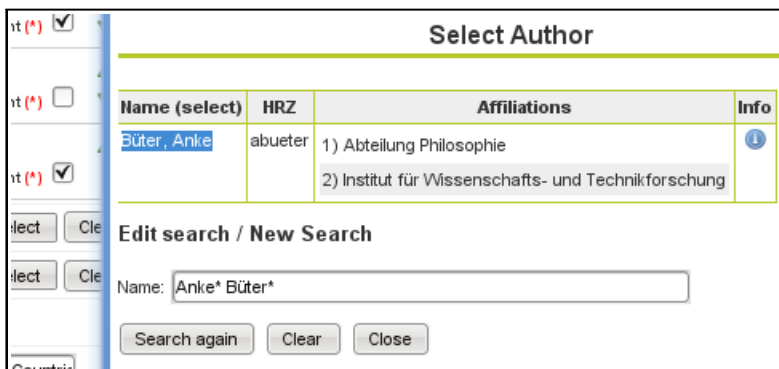 nt (*)
Select Author
nt (*)
Name (select) HRZ Affiliations Info
Büter, Anke abueter 1) Abteilung Philosophie
nt (*)
2) Institut für Wissenschafts- und Technikforschung
elect Cle
Edit search / New Search
elect Cle
Name: Anke* Büter*
Search again Clear Close